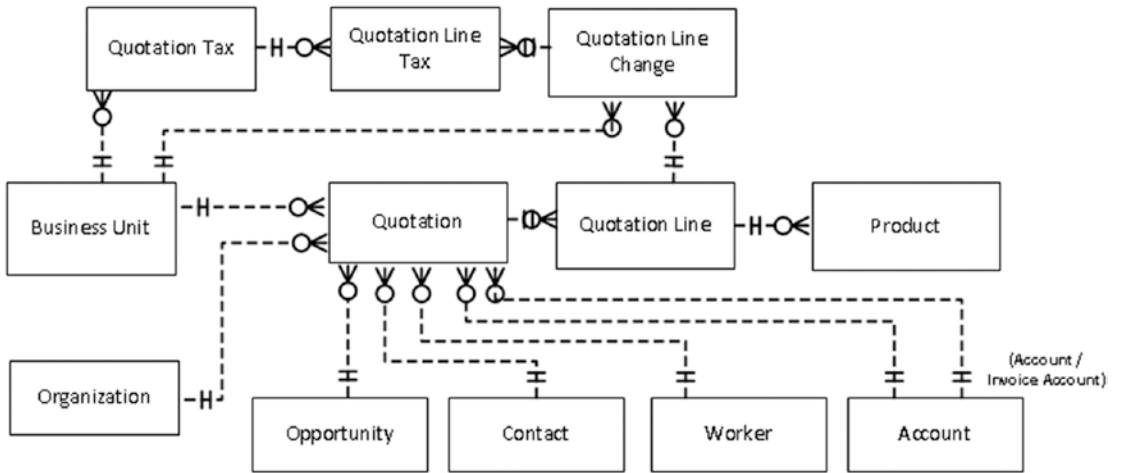 Quotation Tax
Quotation Line
Tax
Quotation Line
Change
Business Unit
Quotation
Quotation Line
Product
(Account /
Invoice Account)
Organization
Opportunity
Contact
Worker
Account